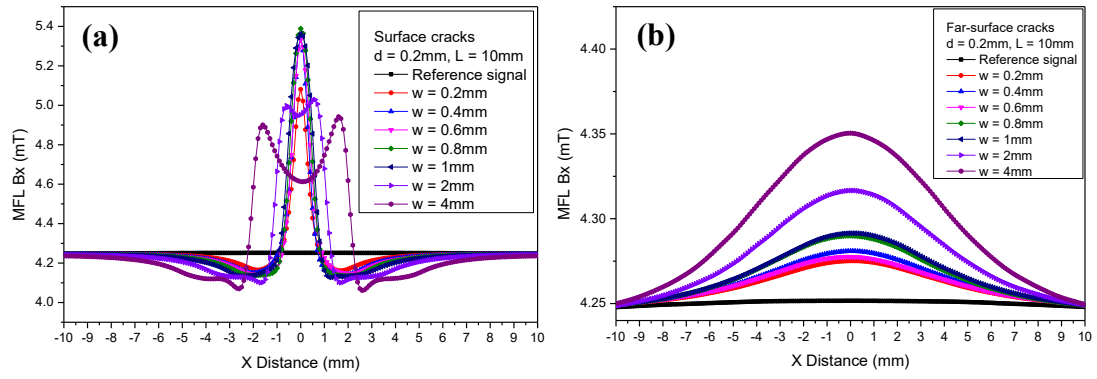 (a)
Surface cracks
d = 0.2mm, L = 10mm
Reference signal
w = 0.2mm
w = 0.4mm
w = 0.6mm
w = 0.8mm
w = 1mm
w = 2mm
w = 4mm
5.4
5.2
5.0
4.8
4.6
4.4
4.2
4.0
MFL Bx (mT)
-10 -9 -8 -7 -6 -5 -4 -3 -2 -1 0 1 2 3 4 5 6 7 8 9 10
X Distance (mm)
(b)
Far-surface cracks
d = 0.2mm, L = 10mm
Reference signal
w = 0.2mm
w = 0.4mm
w = 0.6mm
w = 0.8mm
w = 1mm
w = 2mm
w = 4mm
4.40
4.35
4.30
4.25
MFL Bx (mT)
-10 -9 -8 -7 -6 -5 -4 -3 -2 -1 0 1 2 3 4 5 6 7 8 9 10
X Distance (mm)